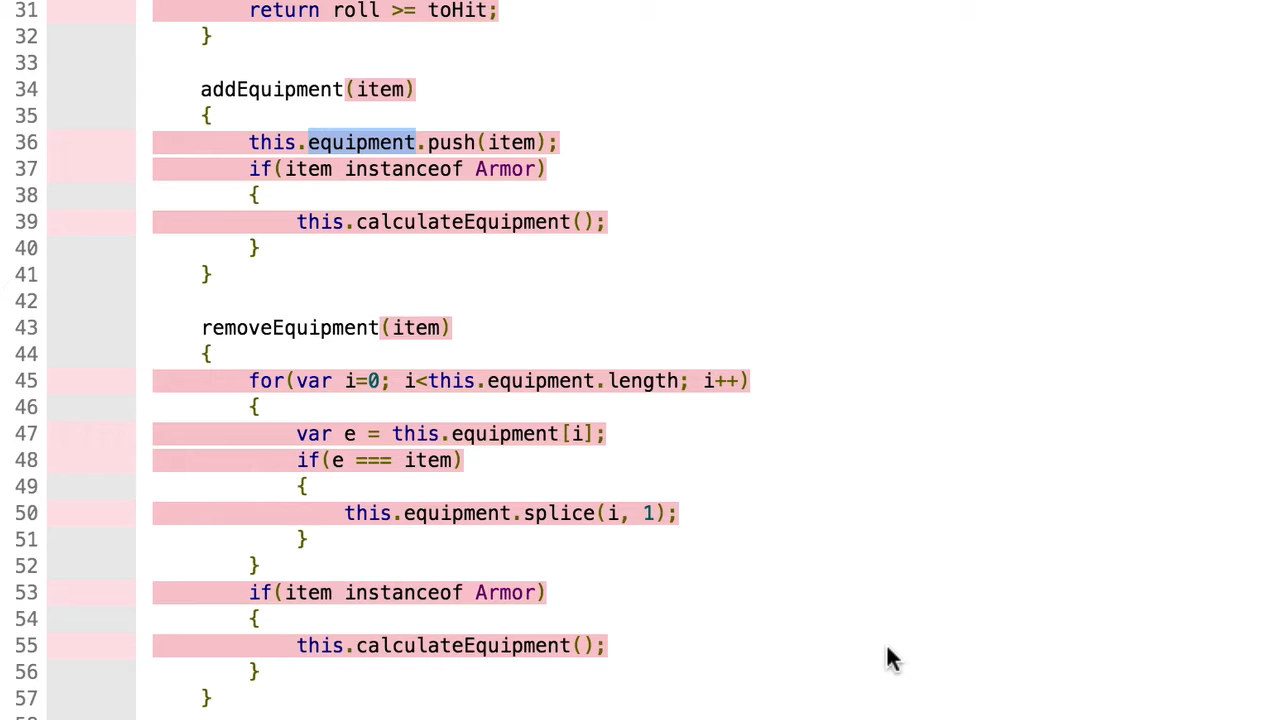 31 return roll >= toHit;
32 }
33
34 addEquipment(item)
35 {
36 this.equipment.push(item);
37 if(item instanceof Armor)
38 {
39 this.calculateEquipment();
40 }
41 }
42
43 removeEquipment(item)
44 {
45 for(var i=0; i<this.equipment.length; i++)
46 {
47 var e = this.equipment[i];
48 if(e === item)
49 {
50 this.equipment.splice(i, 1);
51 }
52 }
53 if(item instanceof Armor)
54 {
55 this.calculateEquipment();
56 }
57 }